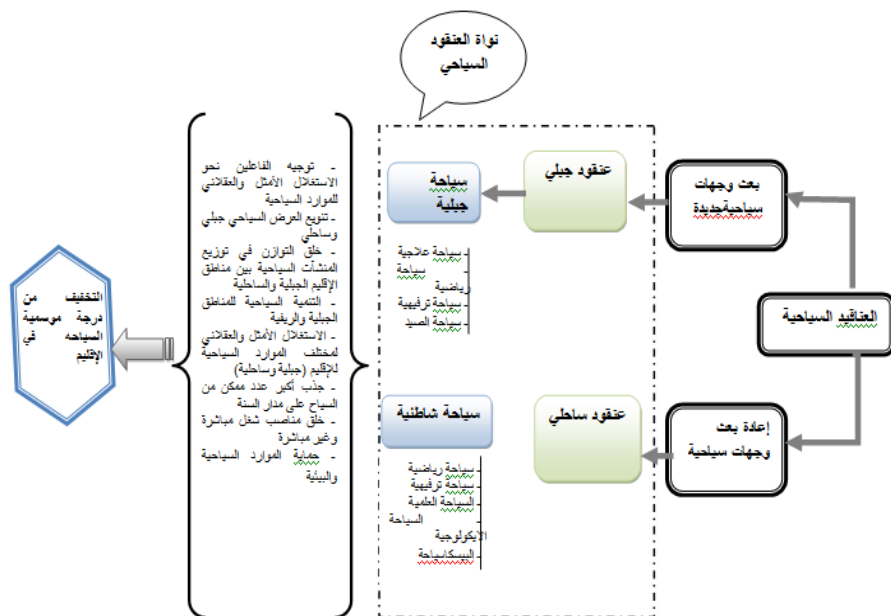 نواة العنقود
السياحي
العناقيد السياحية
بعث وجهات
سياحيةجديدة
عنقود جبلي
سياحة
جبلية
سياحة علاجية
سياحة
رياضية
سياحة ترفيهية
سياحة الصيد
إعادة بعث
وجهات سياحية
عنقود ساحلي
سياحة شاطئية
سياحة رياضية
سياحة ترفيهية
السياحة العلمية
السياحة
الايكولوجية
البيسكاسياحة
- توجيه الفاعلين نحو
الاستغلال الأمثل والعقلاني
للموارد السياحية
- تنويع العرض السياحي جبلي
وساحلي
- خلق التوازن في توزيع
المنشآت السياحية بين مناطق
الإقليم الجبلية والساحلية
- التنمية السياحية للمناطق
الجبلية والريفية
- الاستغلال الأمثل والعقلاني
لمختلف الموارد السياحية
للإقليم (جبلية وساحلية)
- جذب أكبر عدد ممكن من
السياح على مدار السنة
- خلق مناصب شغل مباشرة
وغير مباشرة
- حماية الموارد السياحية
والبيئية
التخفيف من
درجة موسمية
السياحه في
الإقليم